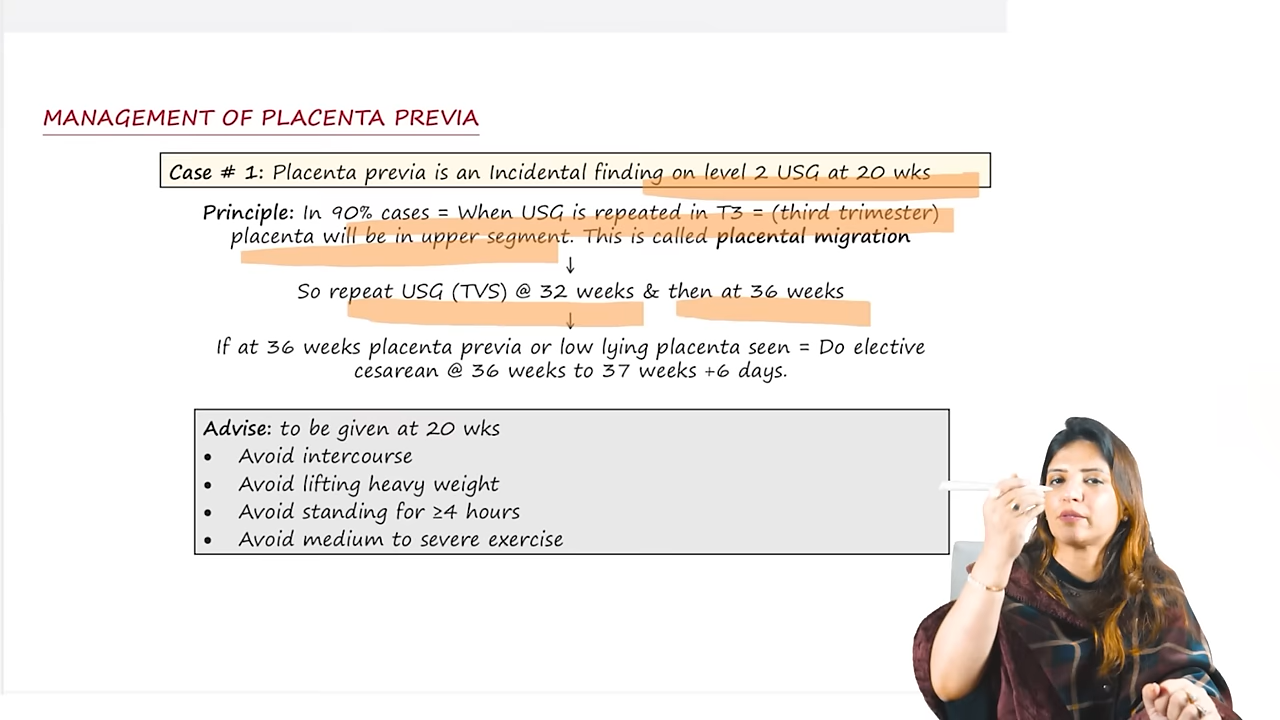 MANAGEMENT OF PLACENTA PREVIA
Case # 1: Placenta previa is an Incidental finding on level 2 USG at 20 wks
Principle: In 90% cases = When USG is repeated in T3 = (third trimester)
placenta will be in upper segment. This is called placental migration
↓
So repeat USG (TVS) @ 32 weeks & then at 36 weeks
↓
If at 36 weeks placenta previa or low lying placenta seen = Do elective
cesarean @ 36 weeks to 37 weeks +6 days.
Advise: to be given at 20 wks
• Avoid intercourse
• Avoid lifting heavy weight
• Avoid standing for ≥4 hours
• Avoid medium to severe exercise